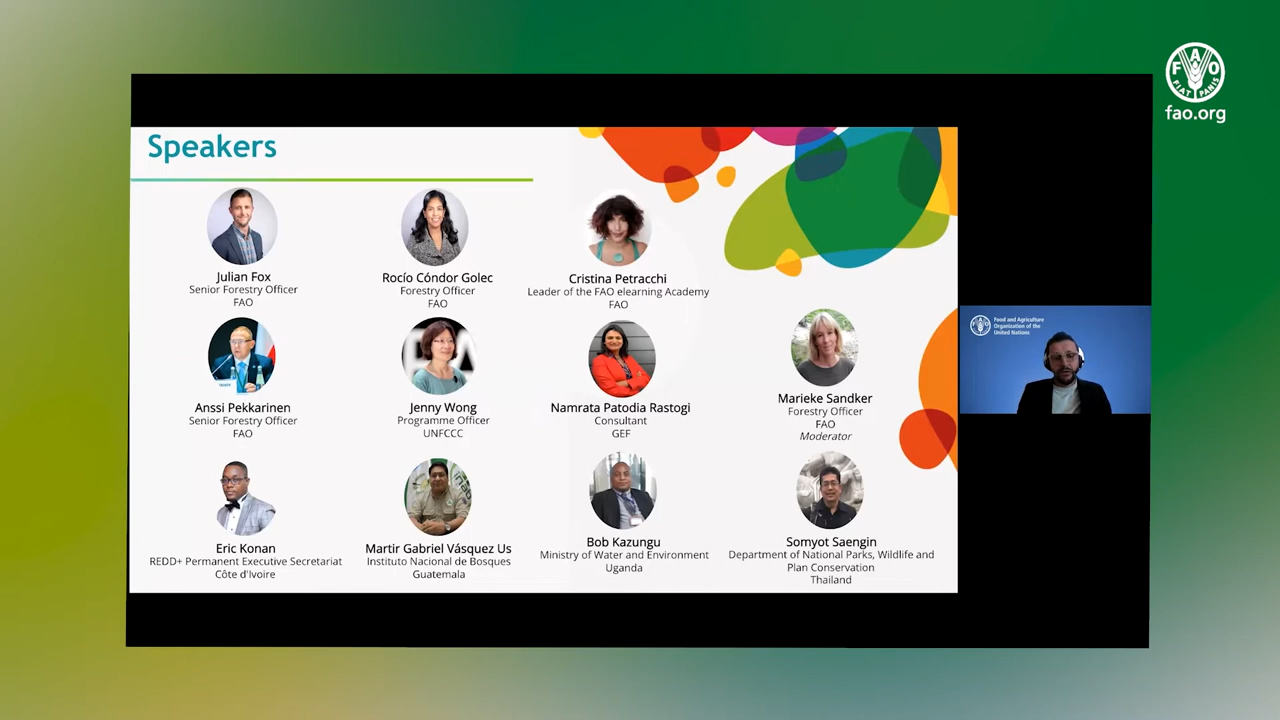 FAO
FIAT PANIS
fao.org
Speakers
Julian Fox
Senior Forestry Officer
FAO
Rocío Cóndor Golec
Forestry Officer
FAO
Cristina Petracchi
Leader of the FAO elearning Academy
FAO
Anssi Pekkarinen
Senior Forestry Officer
FAO
Jenny Wong
Programme Officer
UNFCCC
Namrata Patodia Rastogi
Consultant
GEF
Marieke Sandker
Forestry Officer
FAO
Moderator
Eric Konan
REDD+ Permanent Executive Secretariat
Côte d'Ivoire
Martir Gabriel Vásquez Us
Instituto Nacional de Bosques
Guatemala
Bob Kazungu
Ministry of Water and Environment
Uganda
Somyot Saengin
Department of National Parks, Wildlife and
Plan Conservation
Thailand
Food and Agriculture
Organization of the
United Nations